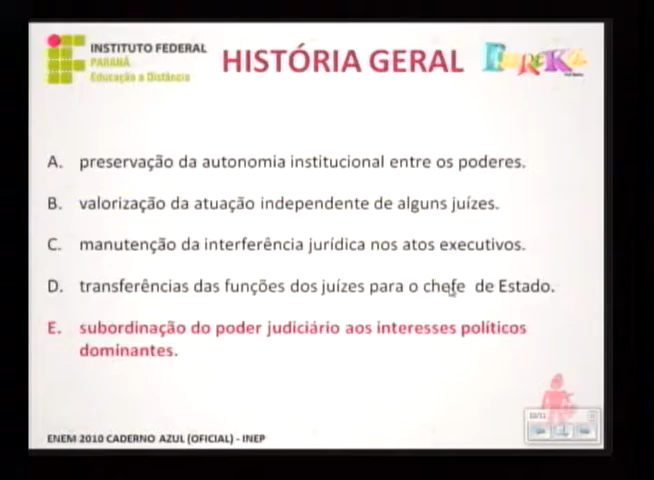 INSTITUTO FEDERAL
PARANÁ
Educação a Distância
HISTÓRIA GERAL
EUREKA
A. preservação da autonomia institucional entre os poderes.
B. valorização da atuação independente de alguns juízes.
C. manutenção da interferência jurídica nos atos executivos.
D. transferências das funções dos juízes para o chefe de Estado.
E. subordinação do poder judiciário aos interesses políticos
dominantes.
ENEM 2010 CADERNO AZUL (OFICIAL) - INEP